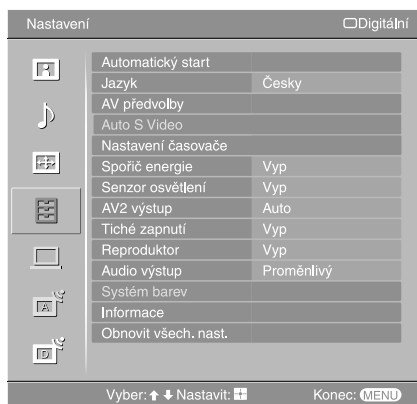 Nastavení Digitální
Automatický start
Jazyk Česky
AV předvolby
Auto S Video
Nastavení časovače
Spořič energie Vyp
Senzor osvětlení Vyp
AV2 výstup Auto
Tiché zapnutí Vyp
Reproduktor Vyp
Audio výstup Proměnlivý
Systém barev
A
Informace
Obnovit všech. nast.
D
Vyber: Nastavit: Konec: MENU